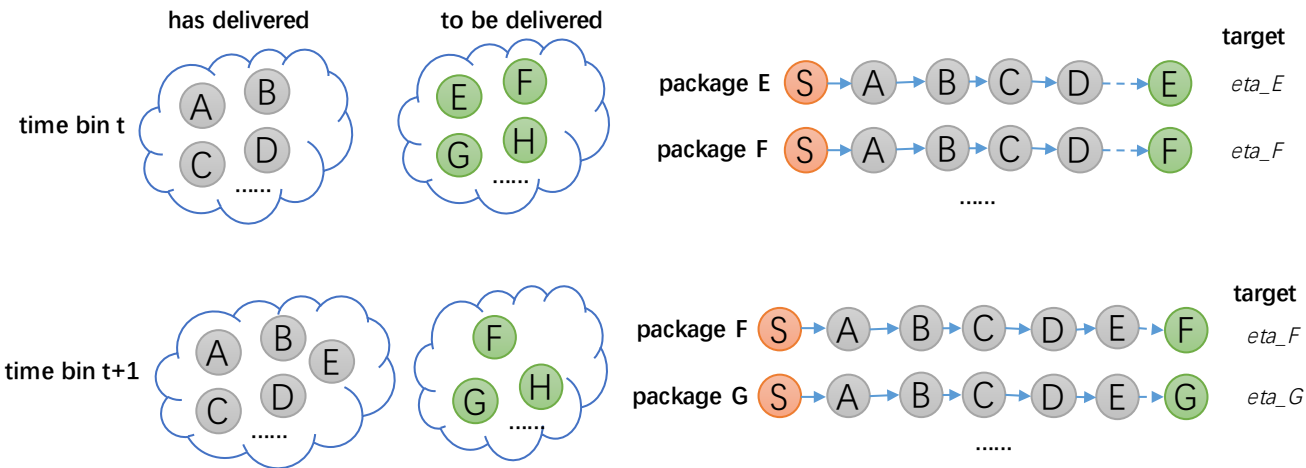 has delivered
to be delivered
target
time bin t
A
B
C
D
......
E
F
G
H
......
package E
S
A
B
C
D
E
eta_E
package F
S
A
B
C
D
F
eta_F
......
time bin t+1
A
B
E
C
D
......
F
G
H
......
target
package F
S
A
B
C
D
E
F
eta_F
package G
S
A
B
C
D
E
G
eta_G
......